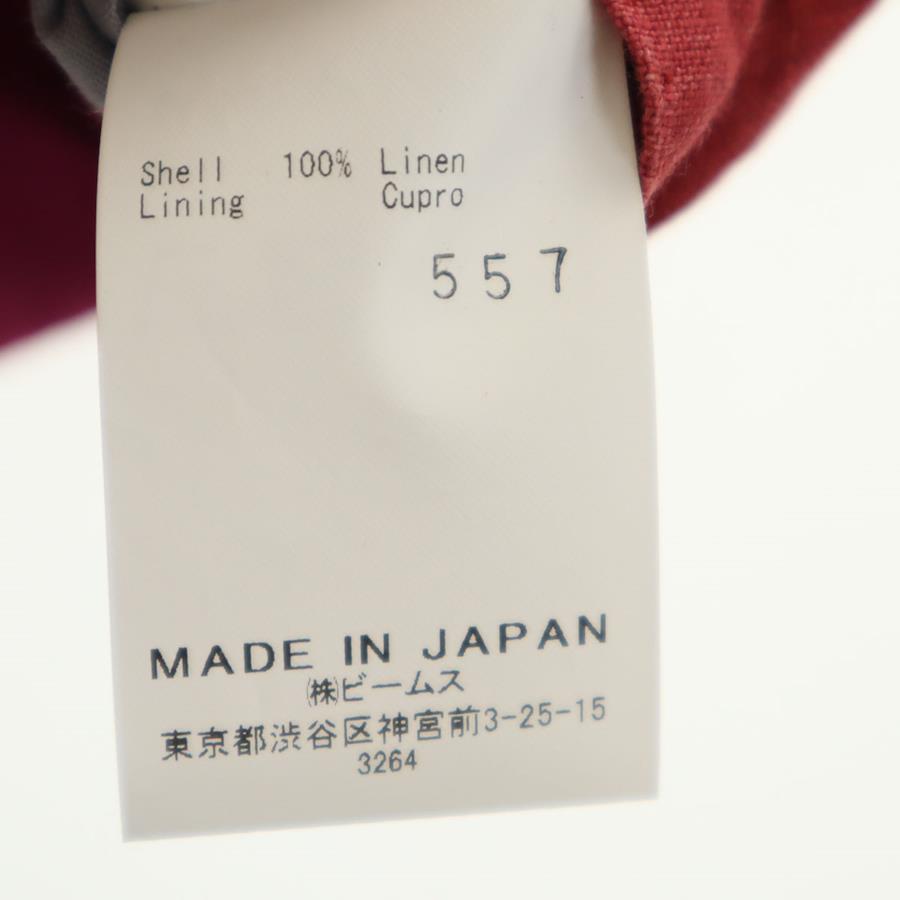 Shell 100% Linen
Lining Cupro
557
MADE IN JAPAN
㈱ビームス
東京都渋谷区神宮前3-25-15
3264